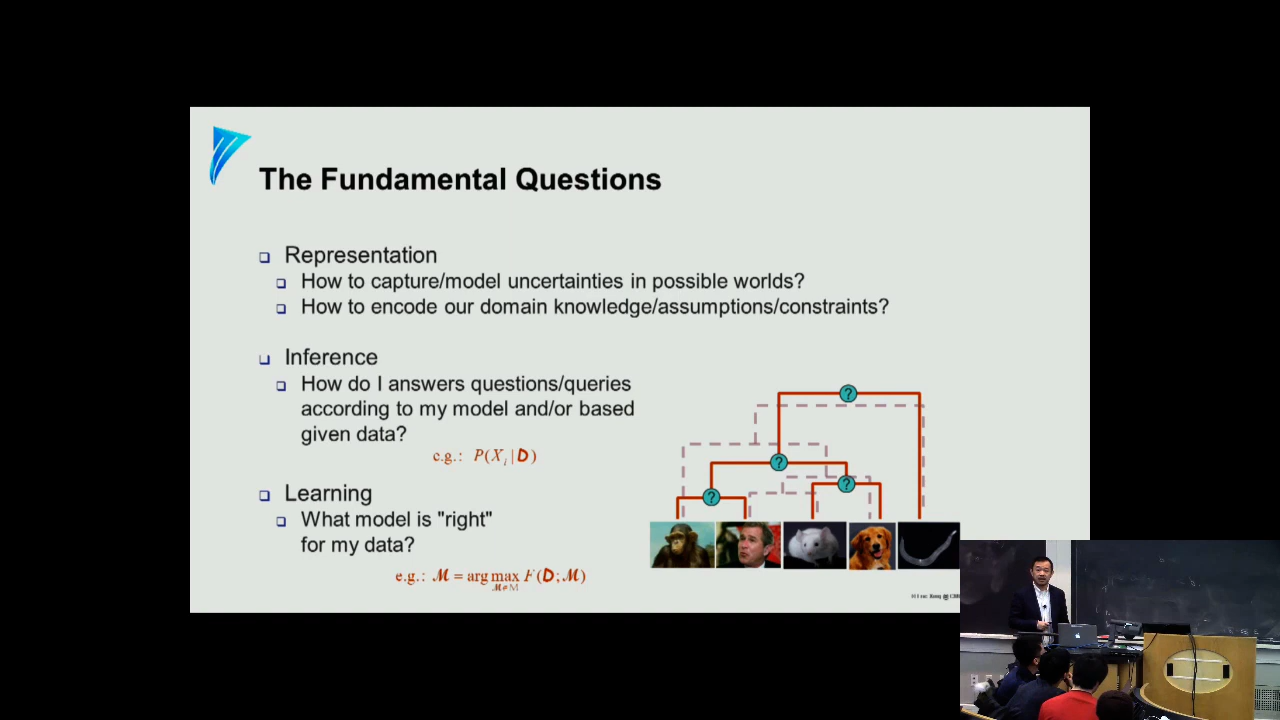 The Fundamental Questions
Representation
How to capture/model uncertainties in possible worlds?
How to encode our domain knowledge/assumptions/constraints?
Inference
How do I answers questions/queries
according to my model and/or based
given data?
e.g.: P(X_i | D)
Learning
What model is "right"
for my data?
e.g.: M = arg max F(D; M)
M∈M
?
?
?
?